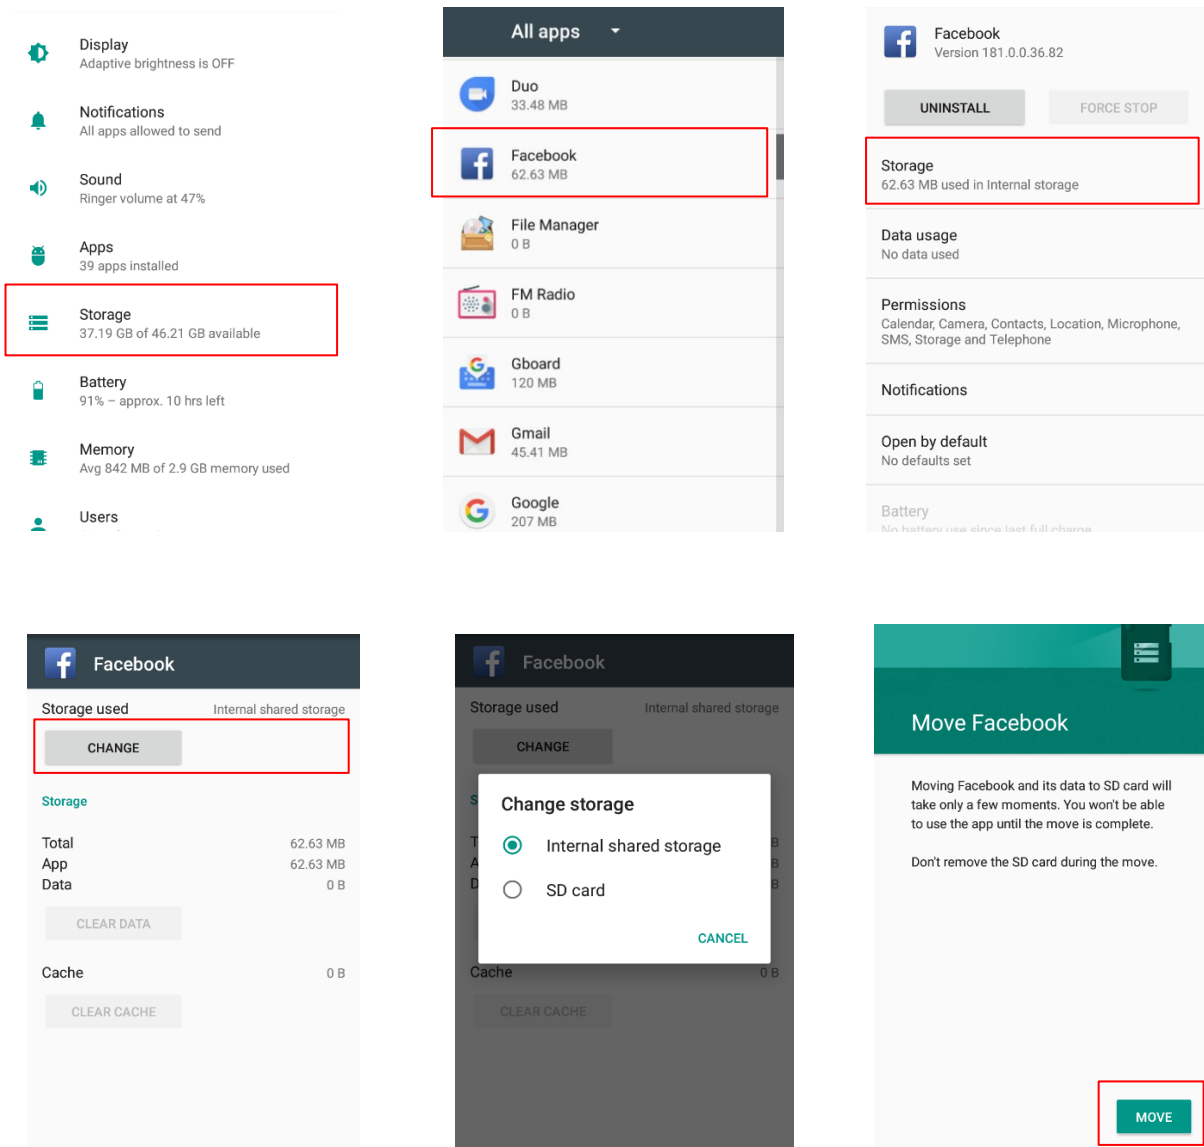 Display
Adaptive brightness is OFF
Notifications
All apps allowed to send
Sound
Ringer volume at 47%
Apps
39 apps installed
Storage
37.19 GB of 46.21 GB available
Battery
91% – approx. 10 hrs left
Memory
Avg 842 MB of 2.9 GB memory used
Users
All apps
Duo
33.48 MB
Facebook
62.63 MB
File Manager
0 B
FM Radio
0 B
Gboard
120 MB
Gmail
45.41 MB
Google
207 MB
Facebook
Version 181.0.0.36.82
UNINSTALL FORCE STOP
Storage
62.63 MB used in Internal storage
Data usage
No data used
Permissions
Calendar, Camera, Contacts, Location, Microphone,
SMS, Storage and Telephone
Notifications
Open by default
No defaults set
Battery
No battery use since last full charge
Facebook
Storage used Internal shared storage
CHANGE
Storage
Total 62.63 MB
App 62.63 MB
Data 0 B
CLEAR DATA
Cache 0 B
CLEAR CACHE
Facebook
Storage used Internal shared storage
CHANGE
Change storage
Internal shared storage
SD card
CANCEL
Cache 0 B
CLEAR CACHE
Move Facebook
Moving Facebook and its data to SD card will
take only a few moments. You won't be able
to use the app until the move is complete.
Don't remove the SD card during the move.
MOVE